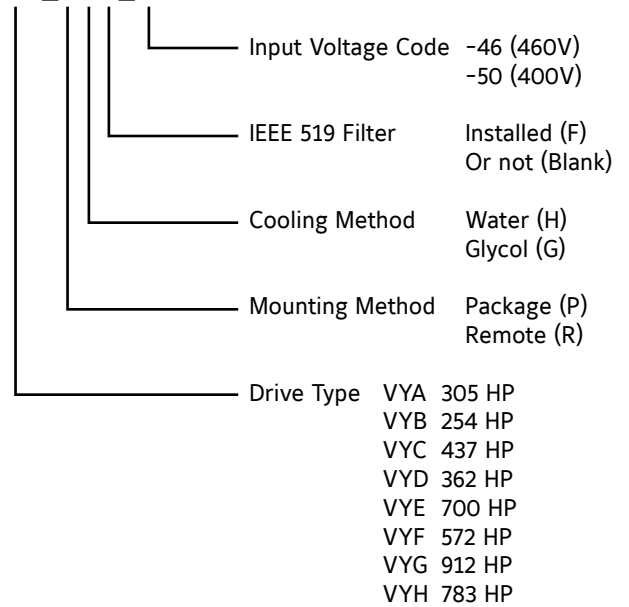 Input Voltage Code -46 (460V)
-50 (400V)
IEEE 519 Filter Installed (F)
Or not (Blank)
Cooling Method Water (H)
Glycol (G)
Mounting Method Package (P)
Remote (R)
Drive Type VYA 305 HP
VYB 254 HP
VYC 437 HP
VYD 362 HP
VYE 700 HP
VYF 572 HP
VYG 912 HP
VYH 783 HP